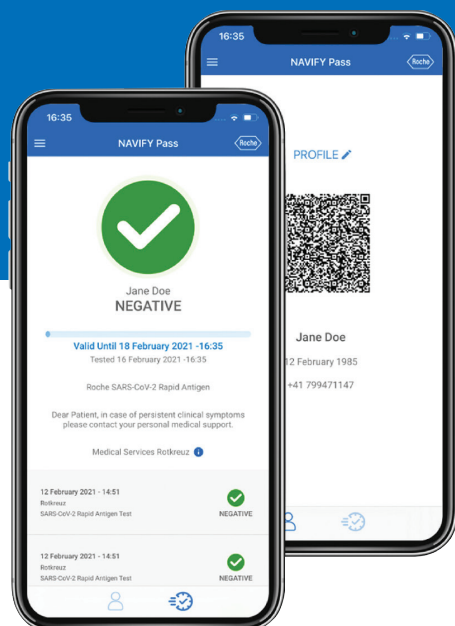 16:35
NAVIFY Pass
Roche
Jane Doe
NEGATIVE
Valid Until 18 February 2021 -16:35
Tested 16 February 2021 -16:35
Roche SARS-CoV-2 Rapid Antigen
Dear Patient, in case of persistent clinical symptoms
please contact your personal medical support.
Medical Services Rotkreuz
12 February 2021 - 14:51
Rotkreuz
SARS-CoV-2 Rapid Antigen Test
NEGATIVE
12 February 2021 - 14:51
Rotkreuz
SARS-CoV-2 Rapid Antigen Test
NEGATIVE
16:35
NAVIFY Pass
Roche
PROFILE
Jane Doe
2 February 1985
+41 799471147